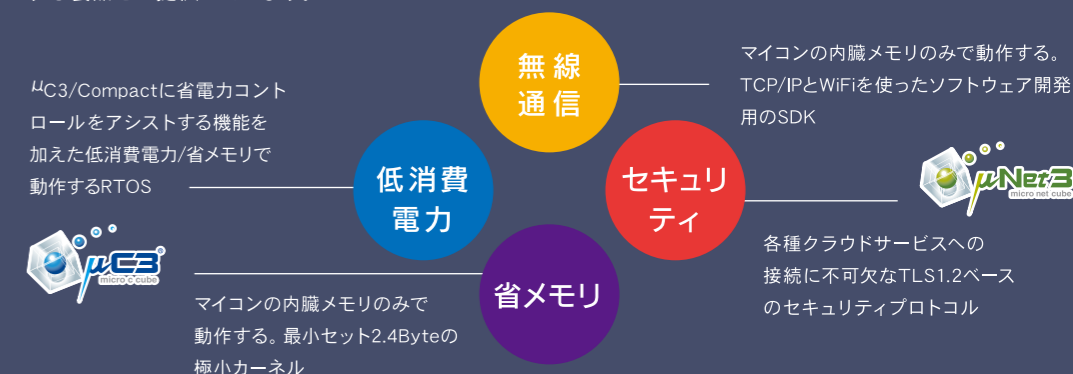 無線
通信
マイコンの内臓メモリのみで動作する。
TCP/IPとWiFiを使ったソフトウェア開発
用のSDK
μC3/Compactに省電力コント
ロールをアシストする機能を
加えた低消費電力/省メモリで
動作するRTOS
低消費
電力
セキュリ
ティ
μNet3
micro net cube
μC3
micro c cube
各種クラウドサービスへの
接続に不可欠なTLS1.2ベース
のセキュリティプロトコル
省メモリ
マイコンの内臓メモリのみで
動作する。最小セット2.4Byteの
極小カーネル